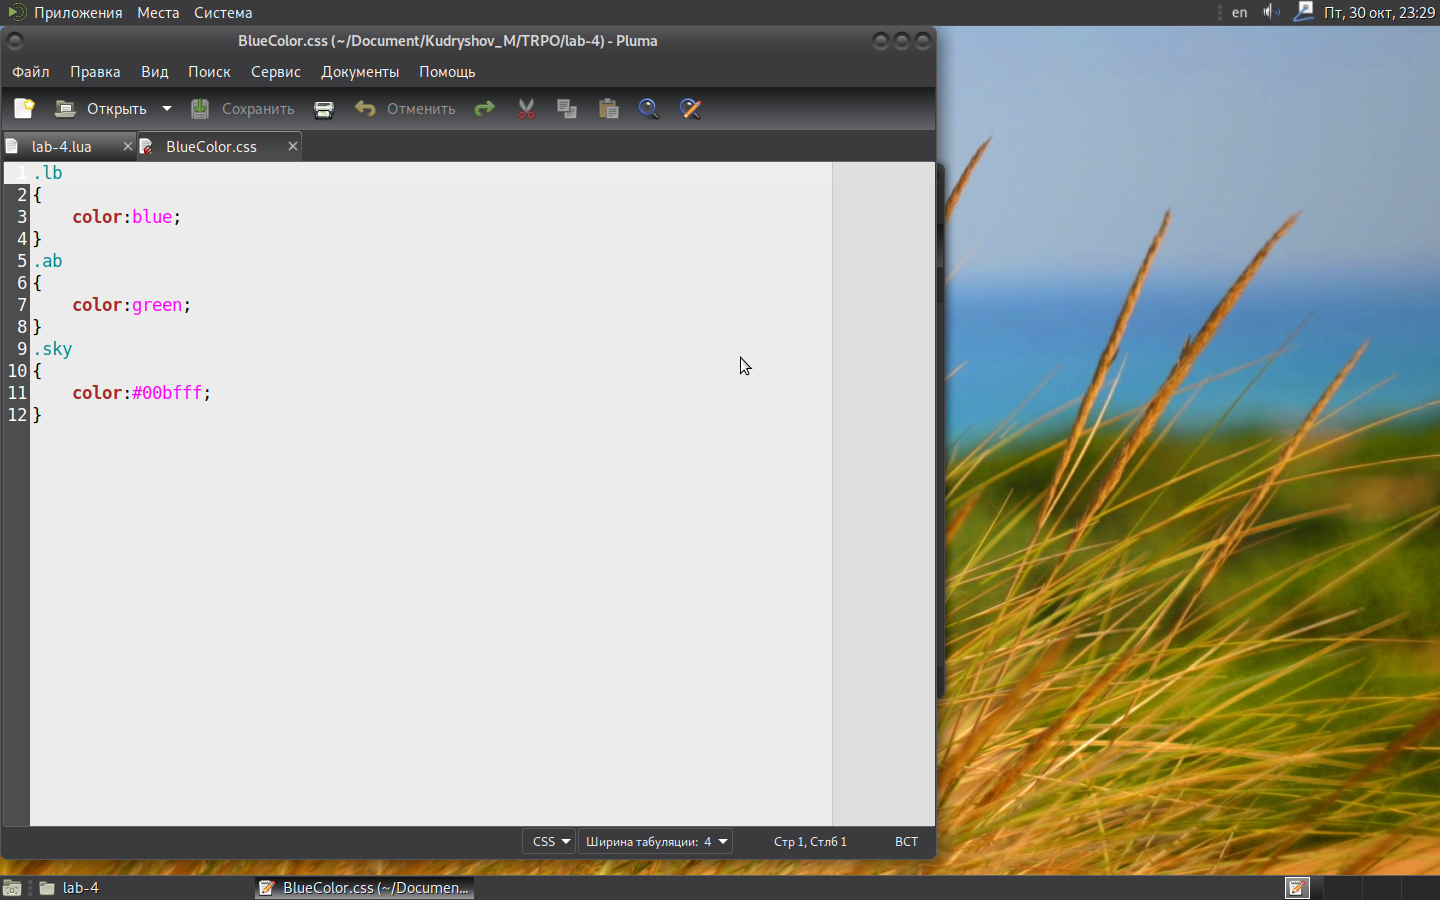 Приложения Места Система en Пт, 30 окт, 23:29
BlueColor.css (~/Document/Kudryshov_M/TRPO/lab-4) - Pluma
Файл Правка Вид Поиск Сервис Документы Помощь
Открыть Сохранить Отменить
lab-4.lua BlueColor.css
1 .lb
2 {
3     color:blue;
4 }
5 .ab
6 {
7     color:green;
8 }
9 .sky
10 {
11     color:#00bfff;
12 }
CSS Ширина табуляции: 4 Стр 1, Стлб 1 ВСТ
lab-4 BlueColor.css (~/Documen...